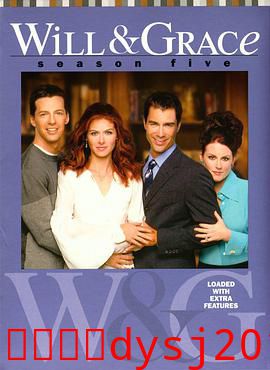 WILL & GRACE
season five
LOADED
WITH
EXTRA
FEATURES
W&G
dysj20